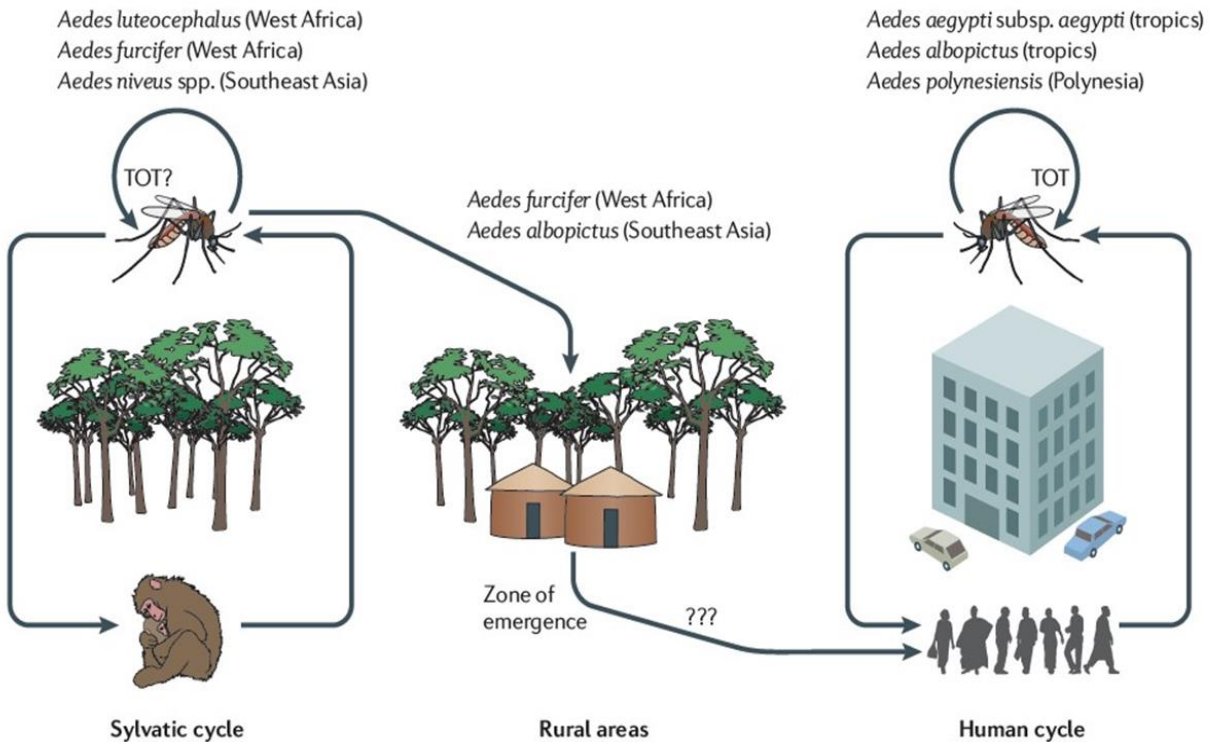 Aedes luteocephalus (West Africa)
Aedes furcifer (West Africa)
Aedes niveus spp. (Southeast Asia)
Aedes aegypti subsp. aegypti (tropics)
Aedes albopictus (tropics)
Aedes polynesiensis (Polynesia)
TOT?
Aedes furcifer (West Africa)
Aedes albopictus (Southeast Asia)
TOT
Zone of
emergence
???
Sylvatic cycle
Rural areas
Human cycle